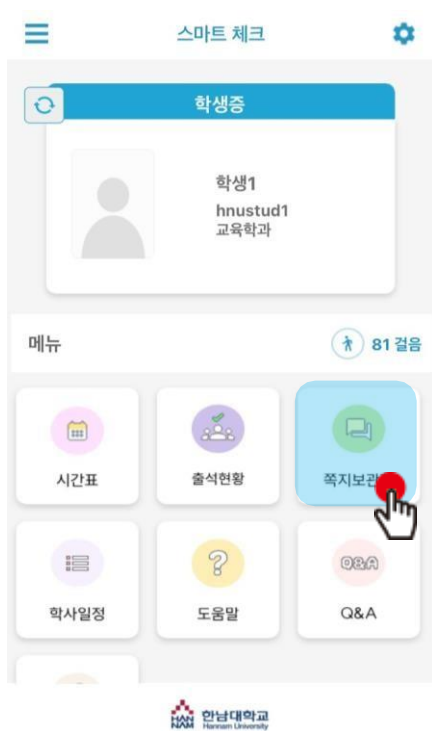 스마트 체크
학생증
학생1
hnustud1
교육학과
메뉴
81 걸음
시간표
출석현황
쪽지보관
학사일정
도움말
Q&A
Q&A
HAN
NAM
한남대학교
Hannam University